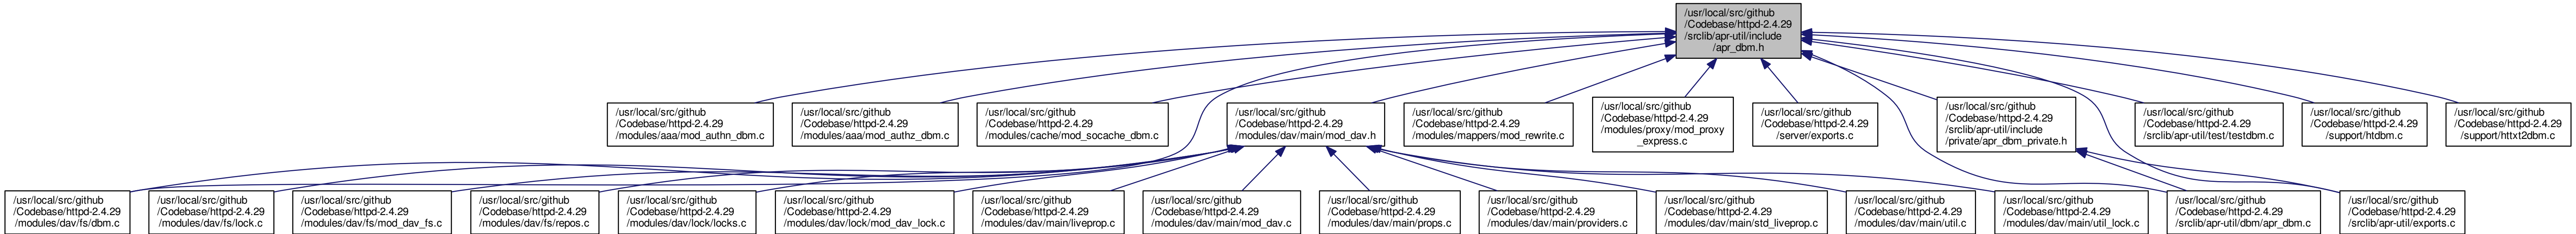 /usr/local/src/github
/Codebase/httpd-2.4.29
/srclib/apr-util/include
/apr_dbm.h
/usr/local/src/github
/Codebase/httpd-2.4.29
/modules/aaa/mod_authn_dbm.c
/usr/local/src/github
/Codebase/httpd-2.4.29
/modules/aaa/mod_authz_dbm.c
/usr/local/src/github
/Codebase/httpd-2.4.29
/modules/cache/mod_socache_dbm.c
/usr/local/src/github
/Codebase/httpd-2.4.29
/modules/dav/main/mod_dav.h
/usr/local/src/github
/Codebase/httpd-2.4.29
/modules/mappers/mod_rewrite.c
/usr/local/src/github
/Codebase/httpd-2.4.29
/modules/proxy/mod_proxy
_express.c
/usr/local/src/github
/Codebase/httpd-2.4.29
/server/exports.c
/usr/local/src/github
/Codebase/httpd-2.4.29
/srclib/apr-util/include
/private/apr_dbm_private.h
/usr/local/src/github
/Codebase/httpd-2.4.29
/srclib/apr-util/test/testdbm.c
/usr/local/src/github
/Codebase/httpd-2.4.29
/support/htdbm.c
/usr/local/src/github
/Codebase/httpd-2.4.29
/support/httxt2dbm.c
/usr/local/src/github
/Codebase/httpd-2.4.29
/modules/dav/fs/dbm.c
/usr/local/src/github
/Codebase/httpd-2.4.29
/modules/dav/fs/lock.c
/usr/local/src/github
/Codebase/httpd-2.4.29
/modules/dav/fs/mod_dav_fs.c
/usr/local/src/github
/Codebase/httpd-2.4.29
/modules/dav/fs/repos.c
/usr/local/src/github
/Codebase/httpd-2.4.29
/modules/dav/lock/locks.c
/usr/local/src/github
/Codebase/httpd-2.4.29
/modules/dav/lock/mod_dav_lock.c
/usr/local/src/github
/Codebase/httpd-2.4.29
/modules/dav/main/liveprop.c
/usr/local/src/github
/Codebase/httpd-2.4.29
/modules/dav/main/mod_dav.c
/usr/local/src/github
/Codebase/httpd-2.4.29
/modules/dav/main/props.c
/usr/local/src/github
/Codebase/httpd-2.4.29
/modules/dav/main/providers.c
/usr/local/src/github
/Codebase/httpd-2.4.29
/modules/dav/main/std_liveprop.c
/usr/local/src/github
/Codebase/httpd-2.4.29
/modules/dav/main/util.c
/usr/local/src/github
/Codebase/httpd-2.4.29
/modules/dav/main/util_lock.c
/usr/local/src/github
/Codebase/httpd-2.4.29
/srclib/apr-util/dbm/apr_dbm.c
/usr/local/src/github
/Codebase/httpd-2.4.29
/srclib/apr-util/exports.c